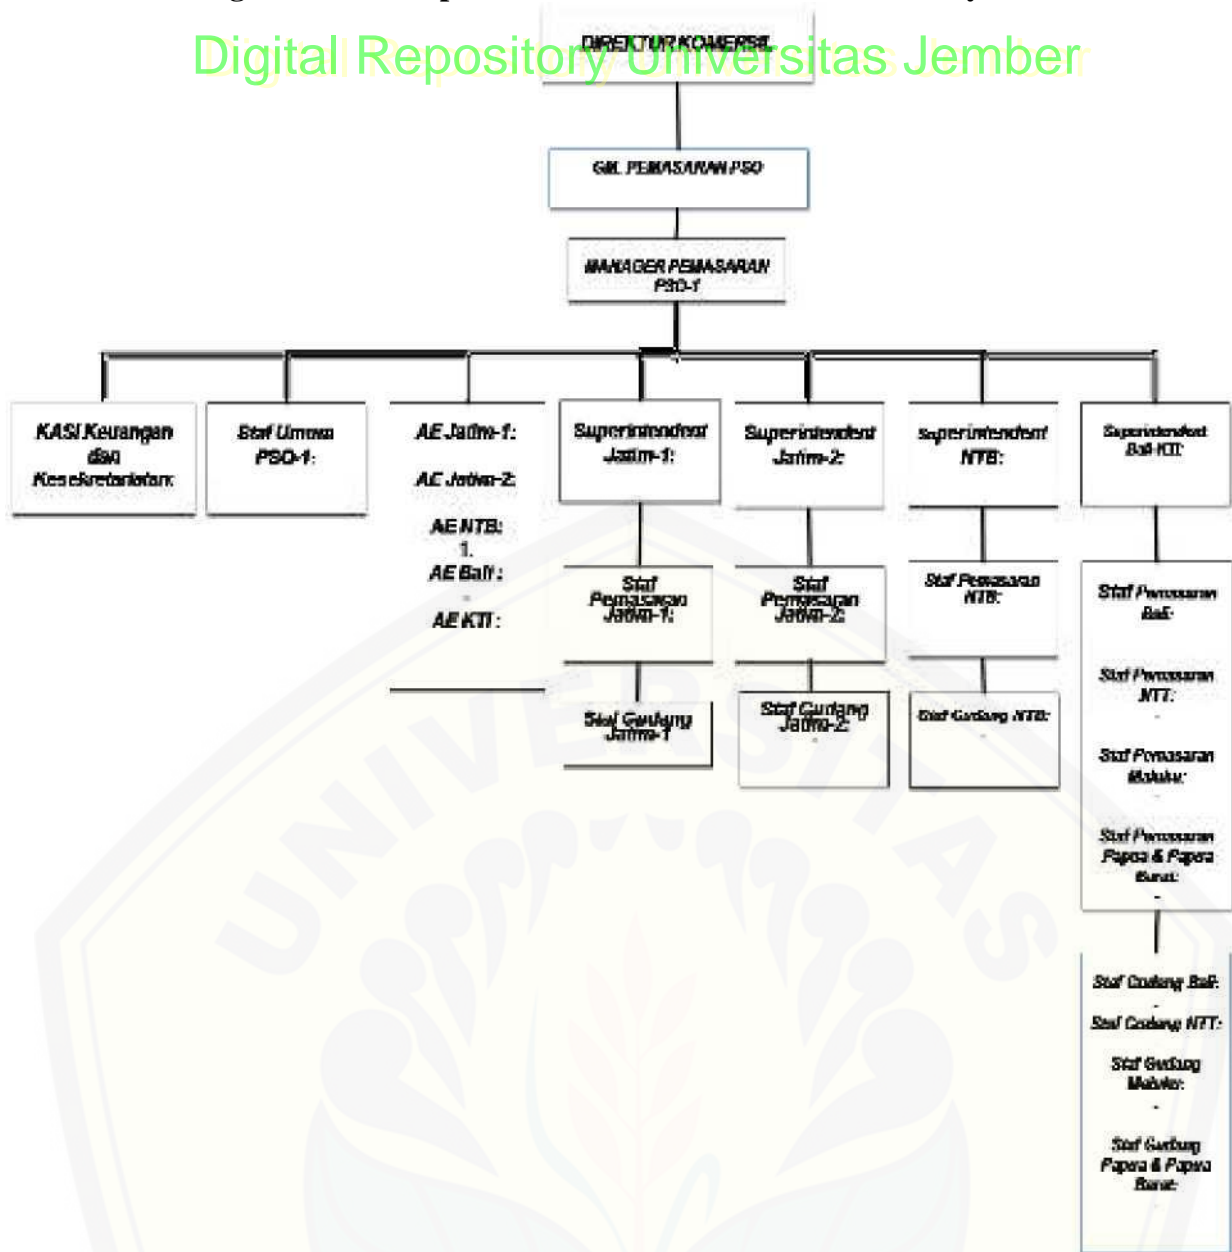 Digital Repository Universitas Jember
DIREKTUR KOMERSIL
GM. PEMASARAN PSO
MANAGER PEMASARAN
PSO-1
KASI Keuangan
dan
Kesekretariatan:
Staf Umum
PSO-1:
AE Jatim-1:
AE Jatim-2:
AE NTB:
1.
AE Bali :
-
AE KTI :
Superintendent
Jatim-1:
Superintendent
Jatim-2:
Superintendent
NTB:
Superintendent
Bali-KTI:
Staf
Pemasaran
Jatim-1:
Staf
Pemasaran
Jatim-2:
Staf Pemasaran
NTB:
Staf Pemasaran
Bali:
Staf Pemasaran
NTT:
-
Staf Pemasaran
Maluku:
-
Staf Pemasaran
Papua & Papua
Barat:
-
Staf Gudang
Jatim-1
Staf Gudang
Jatim-2:
-
Staf Gudang NTB:
-
Staf Gudang Bali:
-
Staf Gudang NTT:
Staf Gudang
Maluku:
-
Staf Gudang
Papua & Papua
Barat:
-
UNIVERSITAS